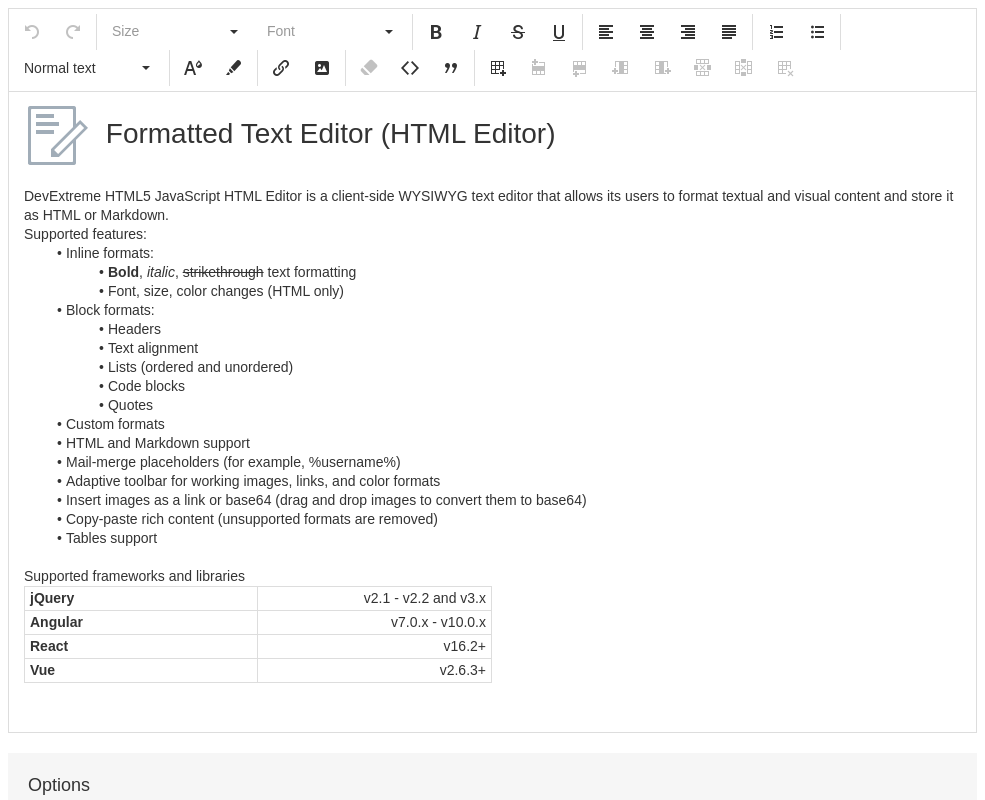 Size Font B I S U
Normal text A
Formatted Text Editor (HTML Editor)
DevExtreme HTML5 JavaScript HTML Editor is a client-side WYSIWYG text editor that allows its users to format textual and visual content and store it
as HTML or Markdown.
Supported features:
• Inline formats:
• Bold, italic, strikethrough text formatting
• Font, size, color changes (HTML only)
• Block formats:
• Headers
• Text alignment
• Lists (ordered and unordered)
• Code blocks
• Quotes
• Custom formats
• HTML and Markdown support
• Mail-merge placeholders (for example, %username%)
• Adaptive toolbar for working images, links, and color formats
• Insert images as a link or base64 (drag and drop images to convert them to base64)
• Copy-paste rich content (unsupported formats are removed)
• Tables support
Supported frameworks and libraries
jQuery v2.1 - v2.2 and v3.x
Angular v7.0.x - v10.0.x
React v16.2+
Vue v2.6.3+
Options